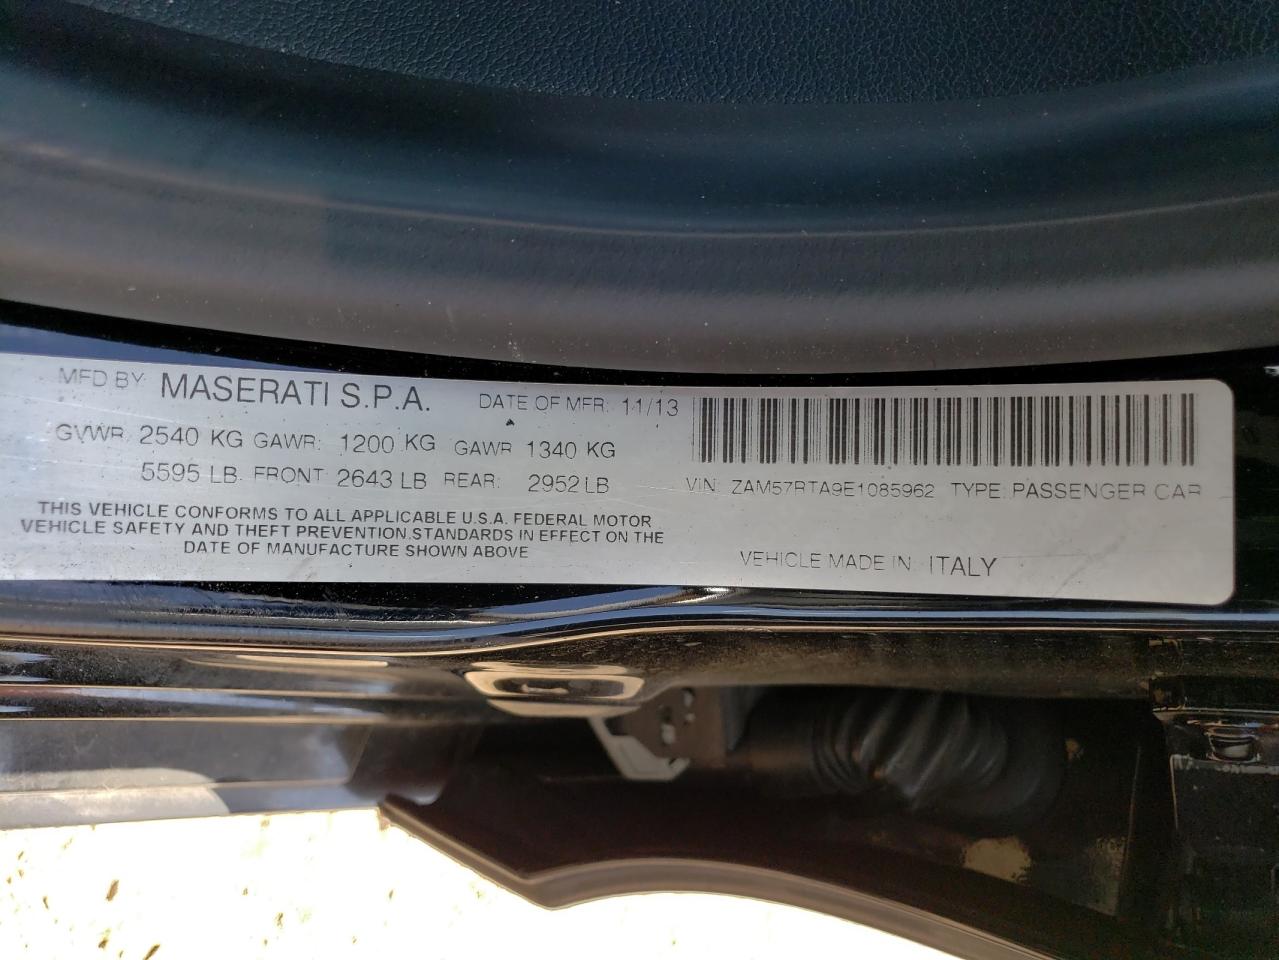 MFD BY: MASERATI S.P.A. DATE OF MFR: 11/13
GVWR: 2540 KG GAWR: 1200 KG GAWR 1340 KG
5595 LB. FRONT: 2643 LB REAR: 2952 LB
VIN: ZAM57RTA9E1085962 TYPE: PASSENGER CAR
THIS VEHICLE CONFORMS TO ALL APPLICABLE U.S.A. FEDERAL MOTOR
VEHICLE SAFETY AND THEFT PREVENTION.STANDARDS IN EFFECT ON THE
DATE OF MANUFACTURE SHOWN ABOVE
VEHICLE MADE IN: ITALY